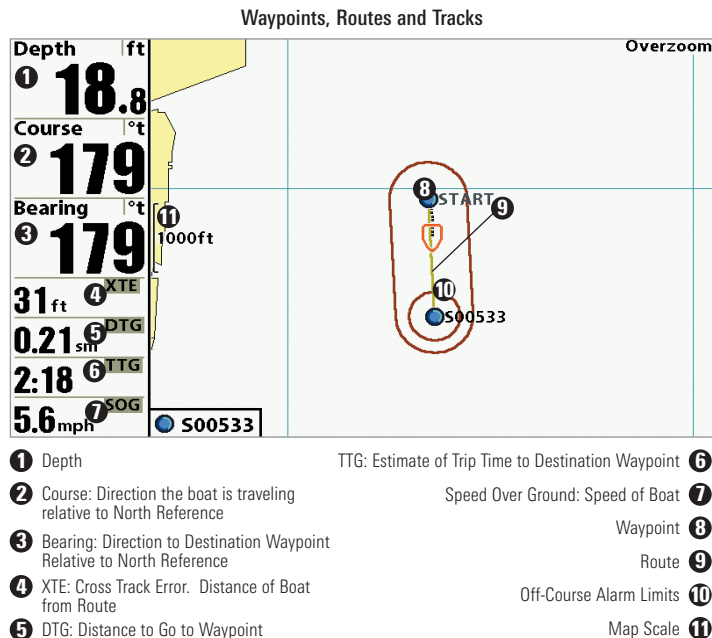 Waypoints, Routes and Tracks
Depth ft
1 18.8
Course °t
2 179
Bearing °t
3 179
XTE
31 ft 4
DTG
0.21 sm 5
TTG
2:18 6
SOG
5.6 mph 7
Overzoom
11
1000ft
8 START
9
10
S00533
S00533
1 Depth
2 Course: Direction the boat is traveling
relative to North Reference
3 Bearing: Direction to Destination Waypoint
Relative to North Reference
4 XTE: Cross Track Error. Distance of Boat
from Route
5 DTG: Distance to Go to Waypoint
TTG: Estimate of Trip Time to Destination Waypoint 6
Speed Over Ground: Speed of Boat 7
Waypoint 8
Route 9
Off-Course Alarm Limits 10
Map Scale 11